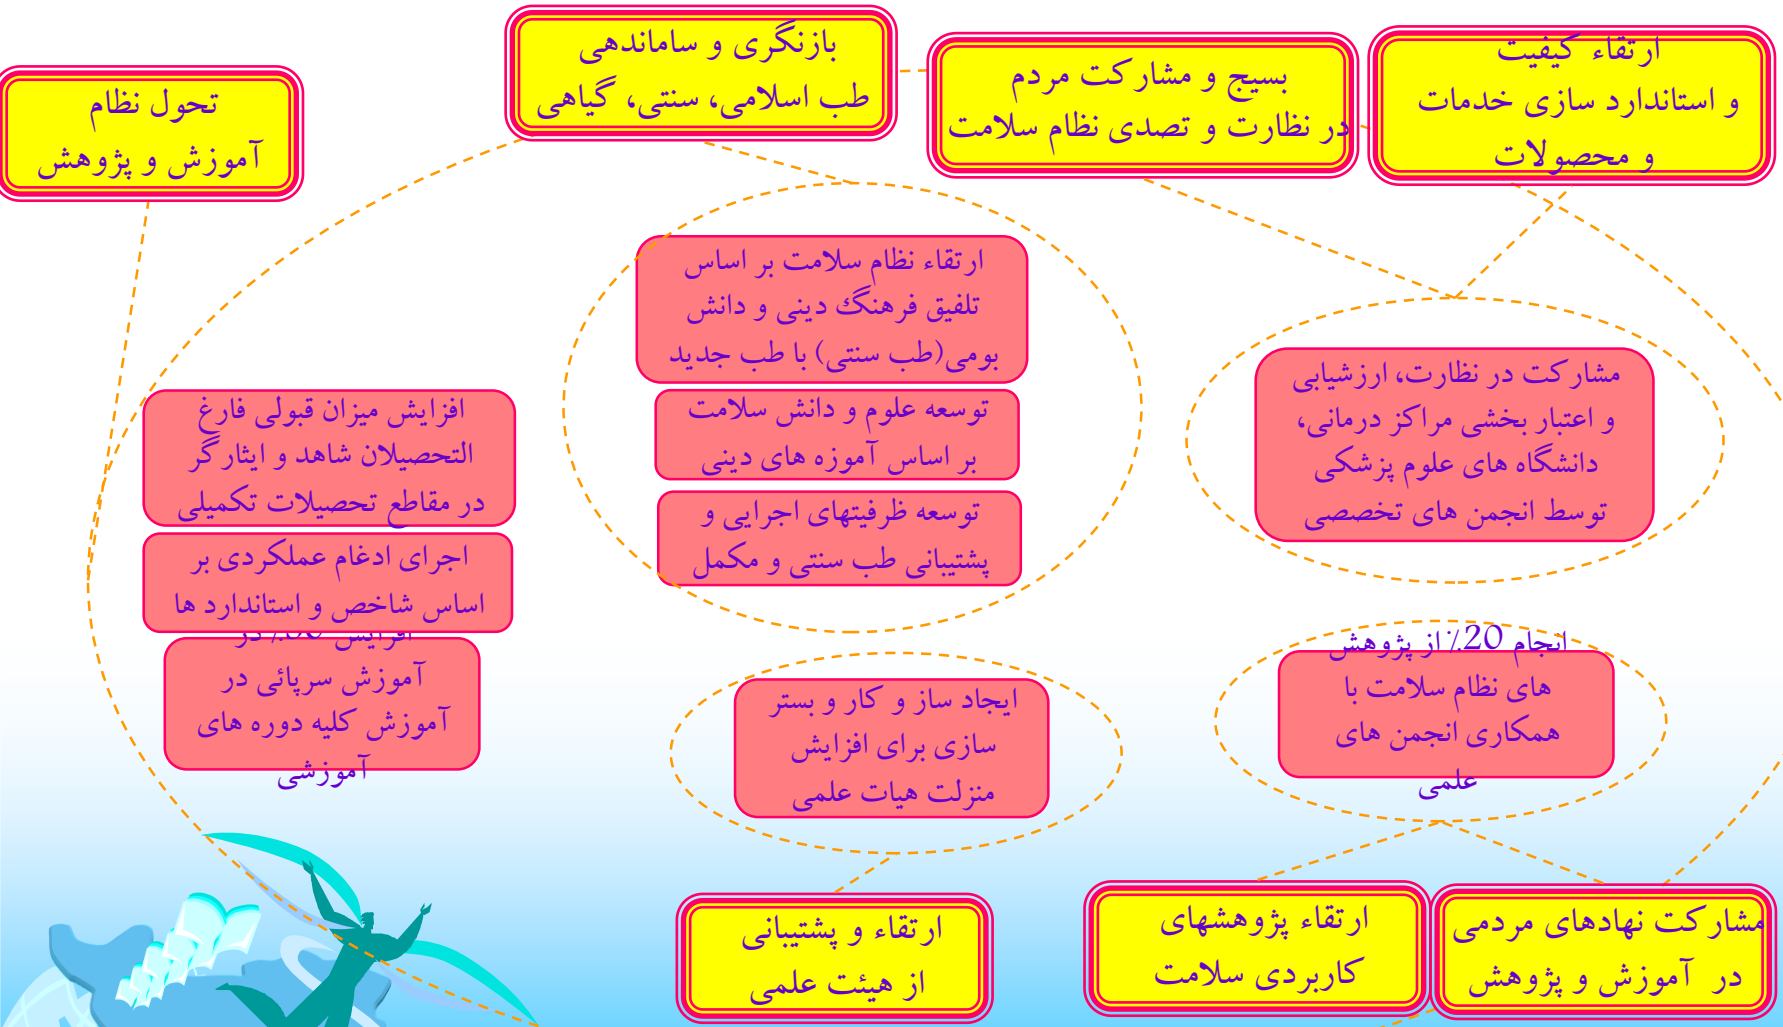 ارتقاء کیفیت
و استاندارد سازی خدمات
و محصولات
بسیج و مشارکت مردم
در نظارت و تصدی نظام سلامت
بازنگری و ساماندهی
طب اسلامی، سنتی، گیاهی
تحول نظام
آموزش و پژوهش
مشارکت در نظارت، ارزشیابی
و اعتبار بخشی مراکز درمانی،
دانشگاه های علوم پزشکی
توسط انجمن های تخصصی
ارتقاء نظام سلامت بر اساس
تلفیق فرهنگ دینی و دانش
بومی(طب سنتی) با طب جدید
توسعه علوم و دانش سلامت
بر اساس آموزه های دینی
توسعه ظرفیتهای اجرایی و
پشتیبانی طب سنتی و مکمل
افزایش میزان قبولی فارغ
التحصیلان شاهد و ایثارگر
در مقاطع تحصیلات تکمیلی
اجرای ادغام عملکردی بر
اساس شاخص و استاندارد ها
افزایش در
آموزش سرپائی در
آموزش کلیه دوره های
آموزشی
انجام 20٪ از پژوهش
های نظام سلامت با
همکاری انجمن های
علمی
ایجاد ساز و کار و بستر
سازی برای افزایش
منزلت هیات علمی
مشارکت نهادهای مردمی
در آموزش و پژوهش
ارتقاء پژوهشهای
کاربردی سلامت
ارتقاء و پشتیبانی
از هیئت علمی